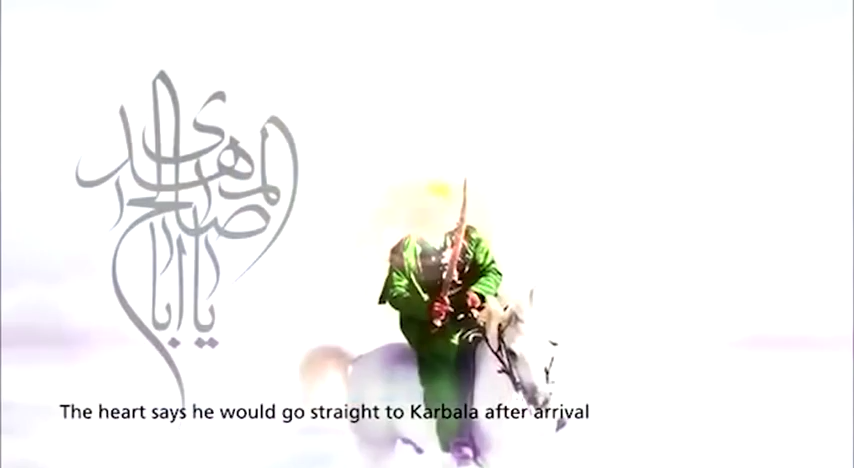 یا اباصالح المهدی
The heart says he would go straight to Karbala after arrival